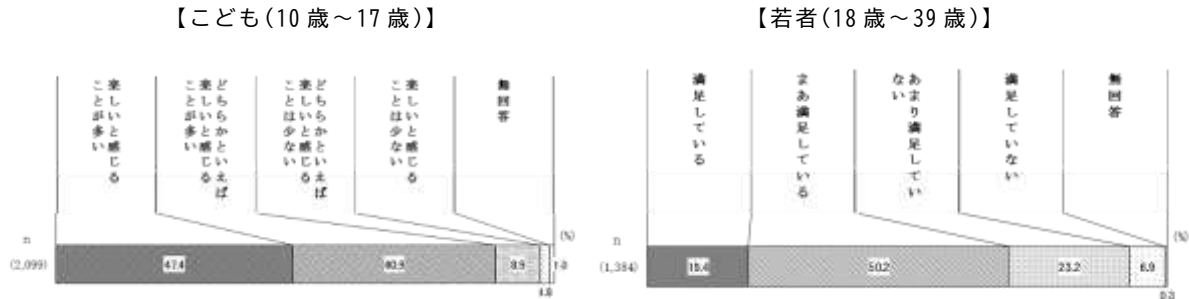 【こども(10歳～17歳)】
【若者(18歳～39歳)】
楽しいと感じる
ことが多い
どちらかといえば
楽しいと感じる
ことが多い
どちらかといえば
楽しいと感じる
ことは少ない
楽しいと感じる
ことは少ない
無回答
(%)
n
(2,099)
47.4
40.9
8.9
1.8
1.0
満足している
まあ満足している
あまり満足してい
ない
満足していない
無回答
(%)
n
(1,384)
19.4
50.2
23.2
6.9
0.3